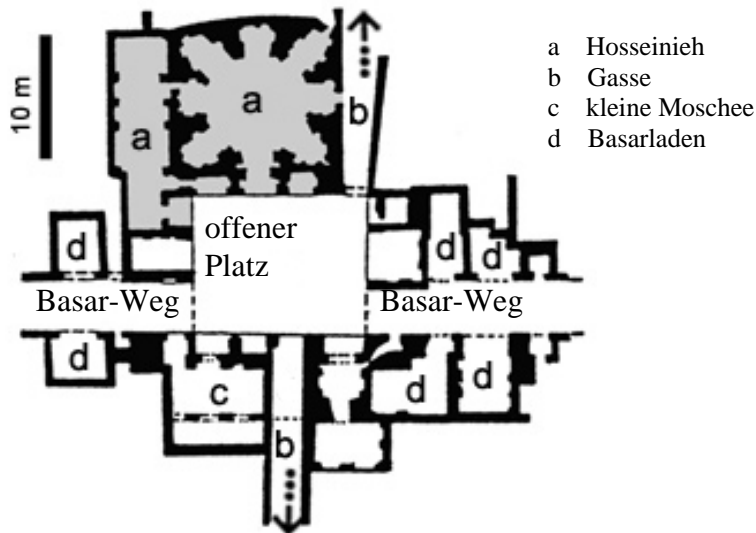 10 m
a Hosseinieh
b Gasse
c kleine Moschee
d Basarladen
a
a
b
offener
Platz
d
d
d
Basar-Weg
Basar-Weg
d
c
d
d
b